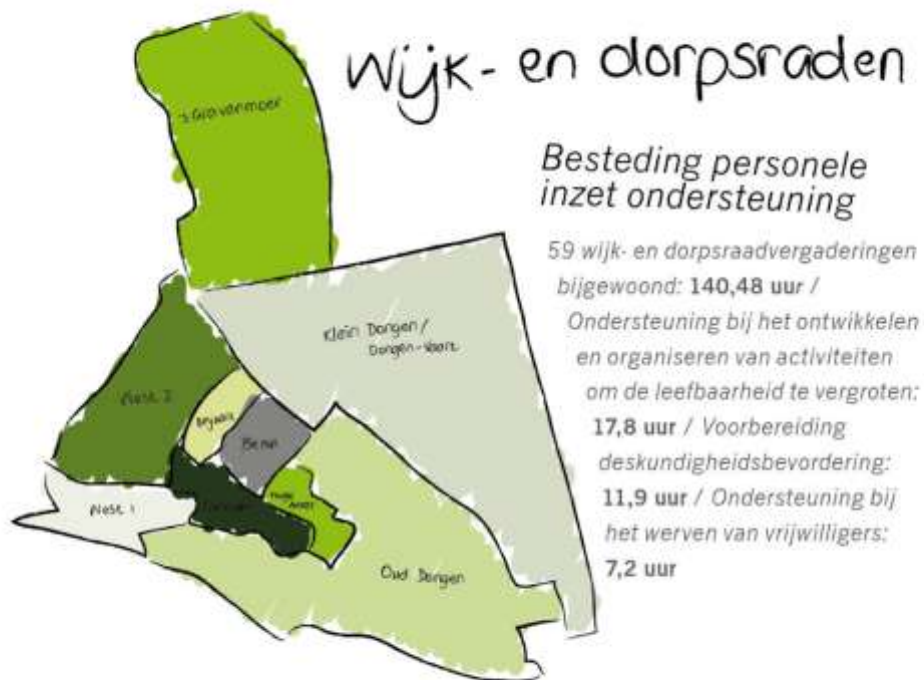 Wijk- en dorpsraden
's Gravenmoer
Besteding personele
inzet ondersteuning
59 wijk- en dorpsraadvergaderingen
bijgewoond: 140,48 uur /
Ondersteuning bij het ontwikkelen
en organiseren van activiteiten
om de leefbaarheid te vergroten:
17,8 uur / Voorbereiding
deskundigheidsbevordering:
11,9 uur / Ondersteuning bij
het werven van vrijwilligers:
7,2 uur
Klein Dongen/
Dongen-Vaart
West 2
Beljaart
West 1
Oud Dongen